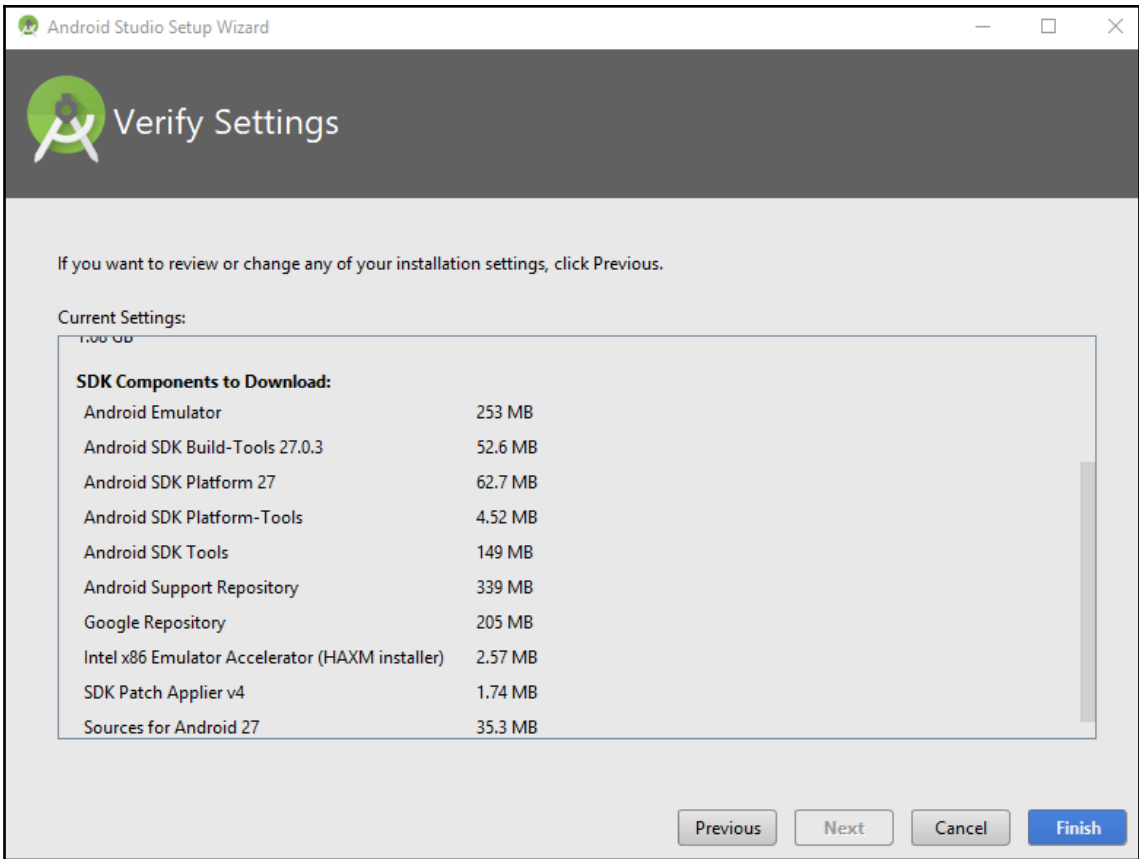 Android Studio Setup Wizard
Verify Settings
If you want to review or change any of your installation settings, click Previous.
Current Settings:
1.08 GB
SDK Components to Download:
Android Emulator 253 MB
Android SDK Build-Tools 27.0.3 52.6 MB
Android SDK Platform 27 62.7 MB
Android SDK Platform-Tools 4.52 MB
Android SDK Tools 149 MB
Android Support Repository 339 MB
Google Repository 205 MB
Intel x86 Emulator Accelerator (HAXM installer) 2.57 MB
SDK Patch Applier v4 1.74 MB
Sources for Android 27 35.3 MB
Previous Next Cancel Finish